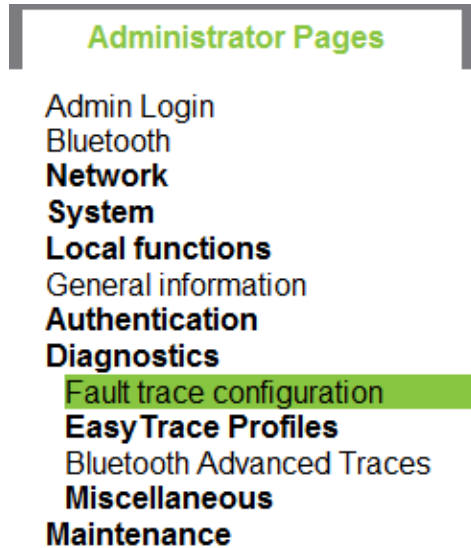 Administrator Pages
Admin Login
Bluetooth
Network
System
Local functions
General information
Authentication
Diagnostics
Fault trace configuration
EasyTrace Profiles
Bluetooth Advanced Traces
Miscellaneous
Maintenance